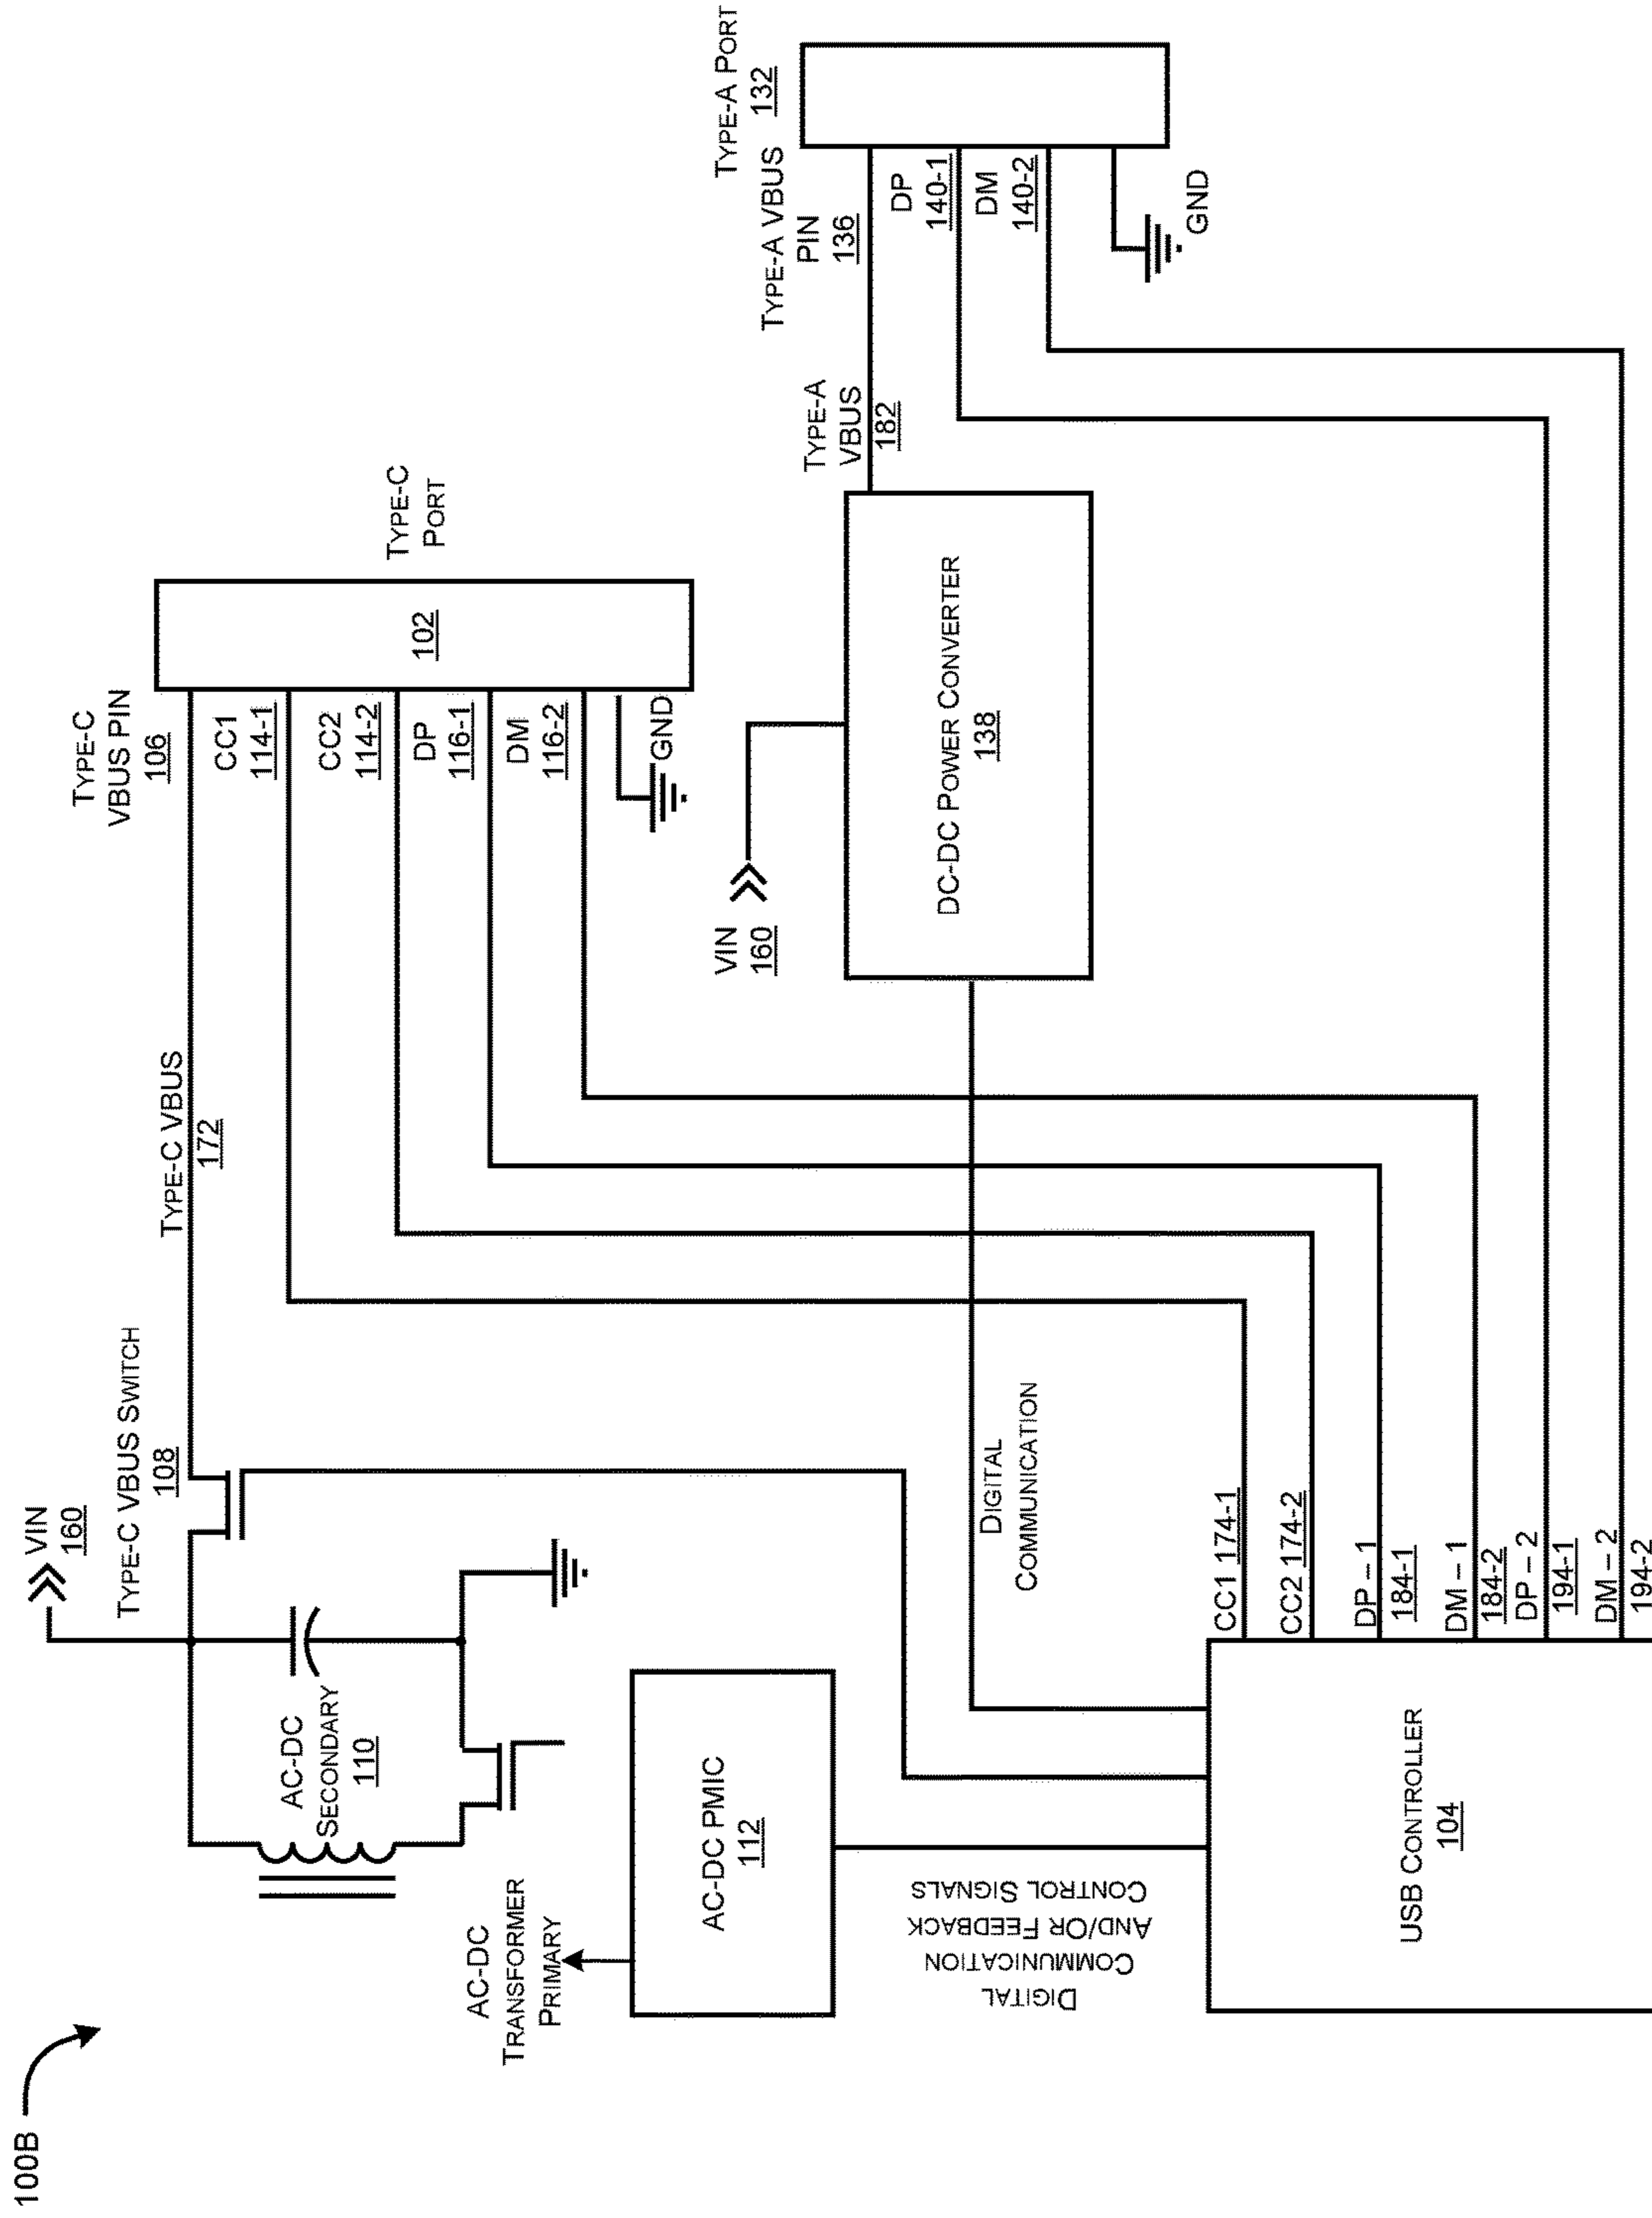 100B
VIN
160
TYPE-C VBUS SWITCH
108
TYPE-C VBUS
172
TYPE-C
VBUS PIN
106
CC1
114-1
CC2
114-2
DP
116-1
DM
116-2
GND
102
TYPE-C
PORT
AC-DC
SECONDARY
110
AC-DC
TRANSFORMER
PRIMARY
AC-DC PMIC
112
VIN
160
DC-DC POWER CONVERTER
138
TYPE-A
VBUS
182
TYPE-A VBUS
PIN
136
TYPE-A PORT
132
DP
140-1
DM
140-2
GND
DIGITAL
COMMUNICATION
DIGITAL
COMMUNICATION
AND/OR FEEDBACK
CONTROL SIGNALS
USB CONTROLLER
104
CC1 174-1
CC2 174-2
DP – 1
184-1
DM – 1
184-2
DP – 2
194-1
DM – 2
194-2